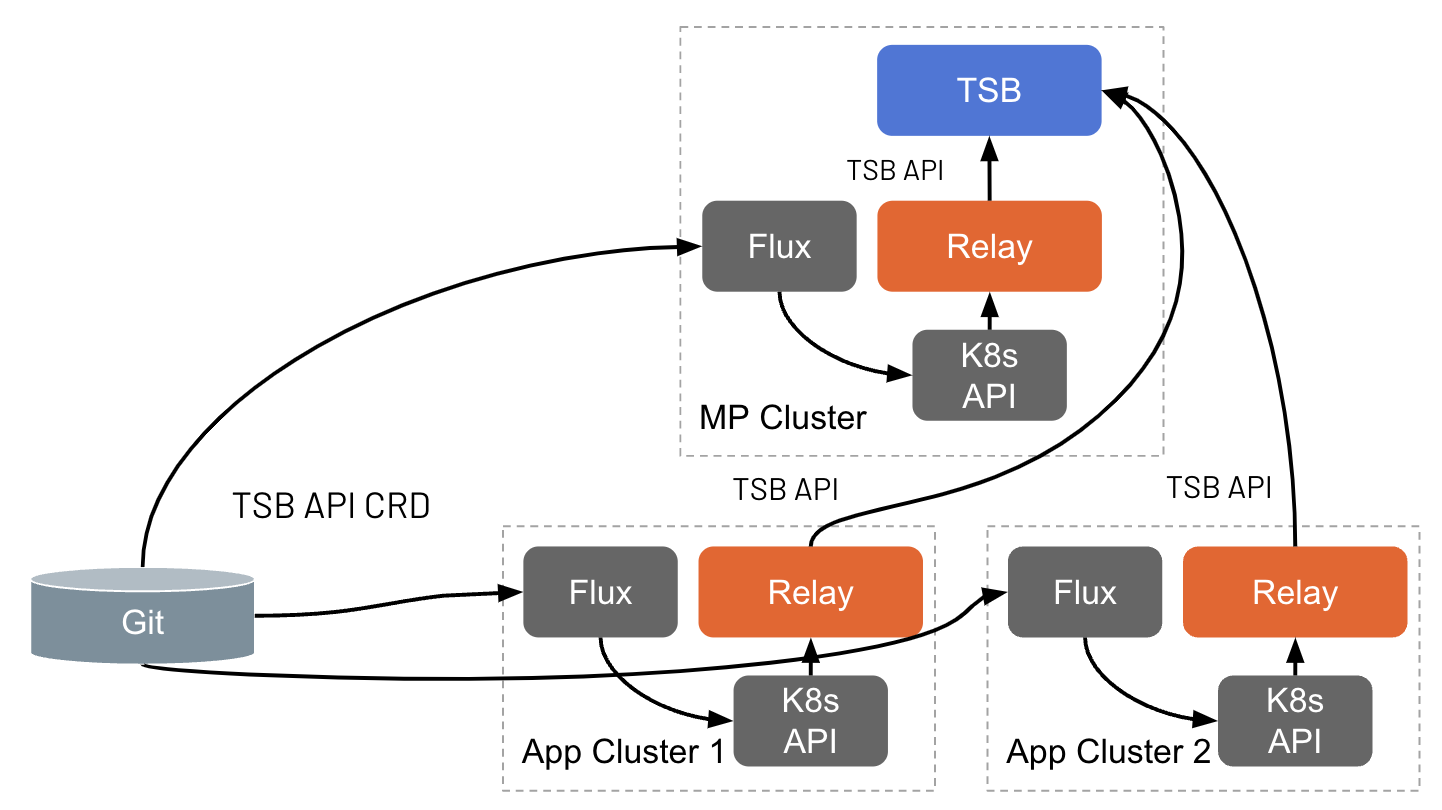 TSB
TSB API
Flux
Relay
K8s
API
MP Cluster
TSB API
TSB API
TSB API CRD
Git
Flux
Relay
K8s
API
App Cluster 1
Flux
Relay
K8s
API
App Cluster 2